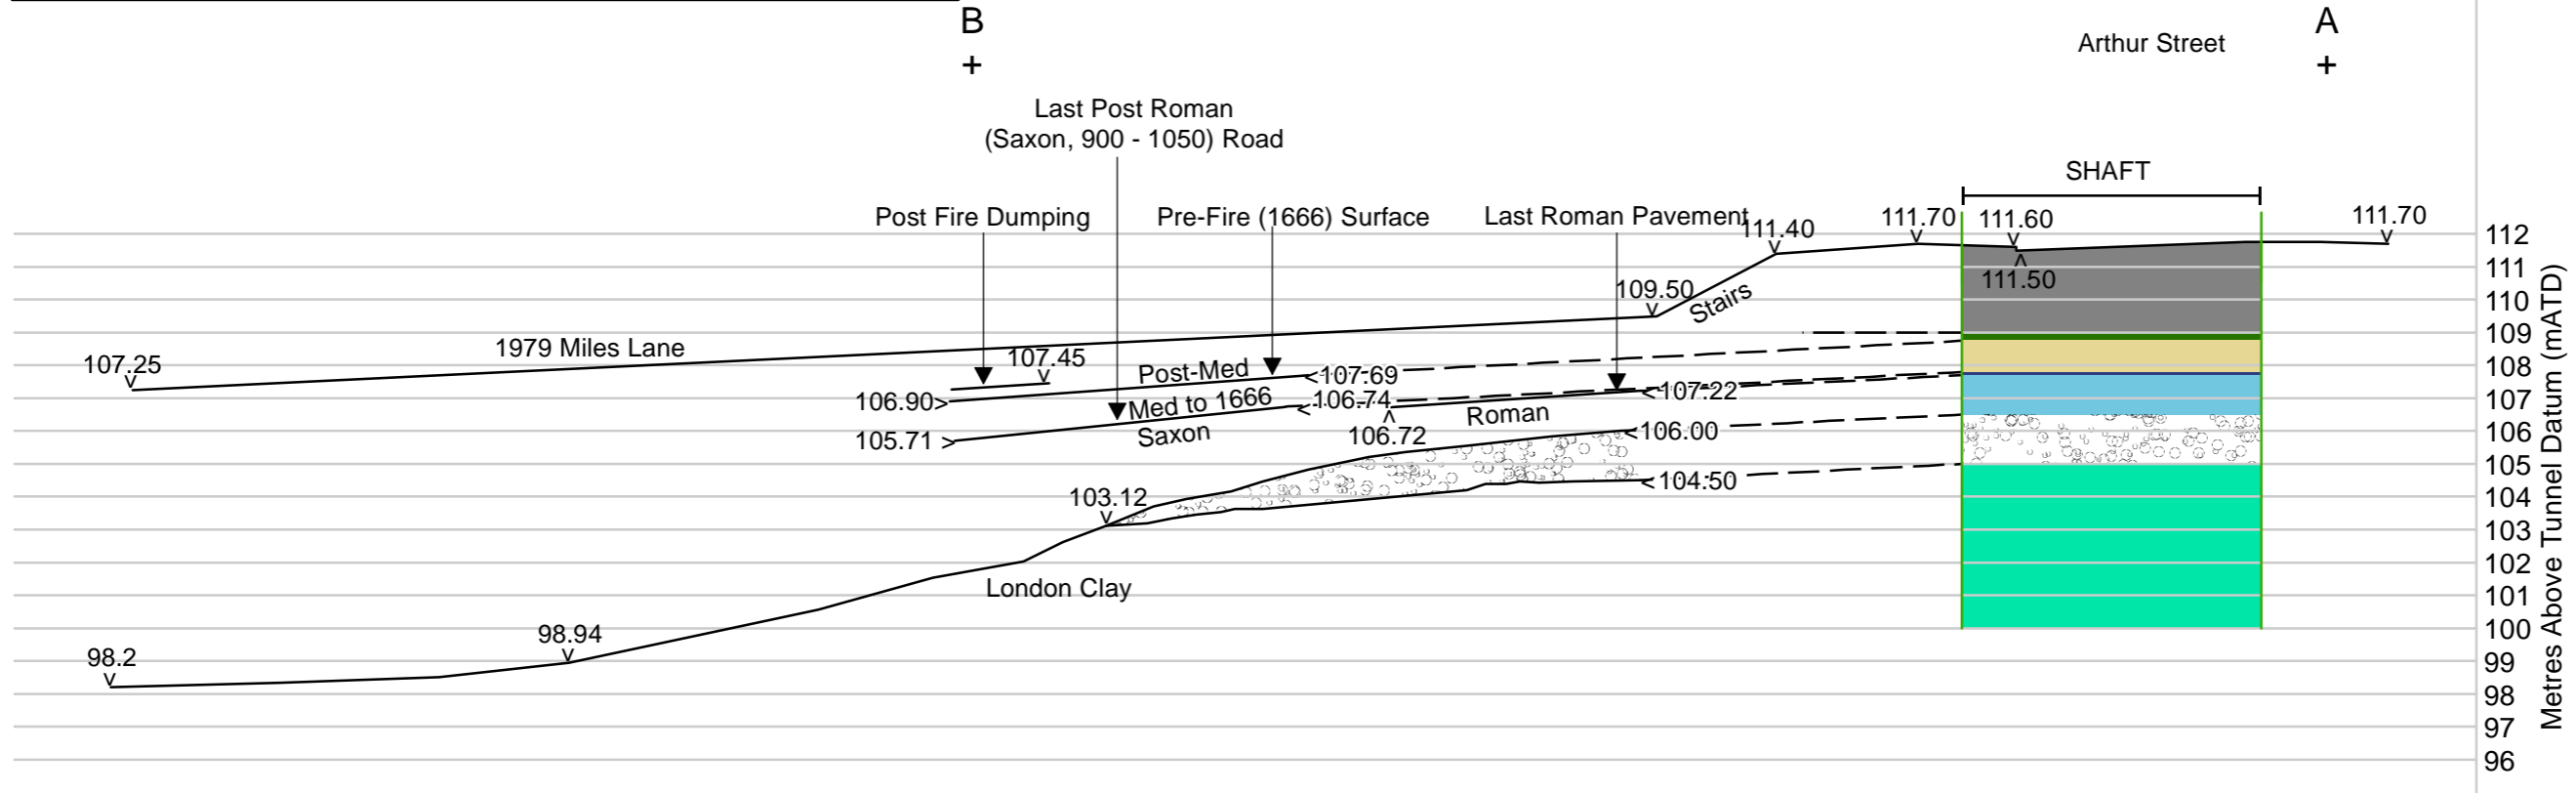 B
+
A
+
Arthur Street
Last Post Roman
(Saxon, 900 - 1050) Road
SHAFT
Post Fire Dumping
Pre-Fire (1666) Surface
Last Roman Pavement
111.40
111.70
111.60
111.70
111.50
109.50
Stairs
1979 Miles Lane
107.25
107.45
Post-Med
<107.69
106.90>
Med to 1666
<106.74
<107.22
105.71 >
Saxon
106.72
Roman
<106.00
<104.50
103.12
London Clay
98.94
98.2
112
111
110
109
108
107
106
105
104
103
102
101
100
99
98
97
96
Metres Above Tunnel Datum (mATD)